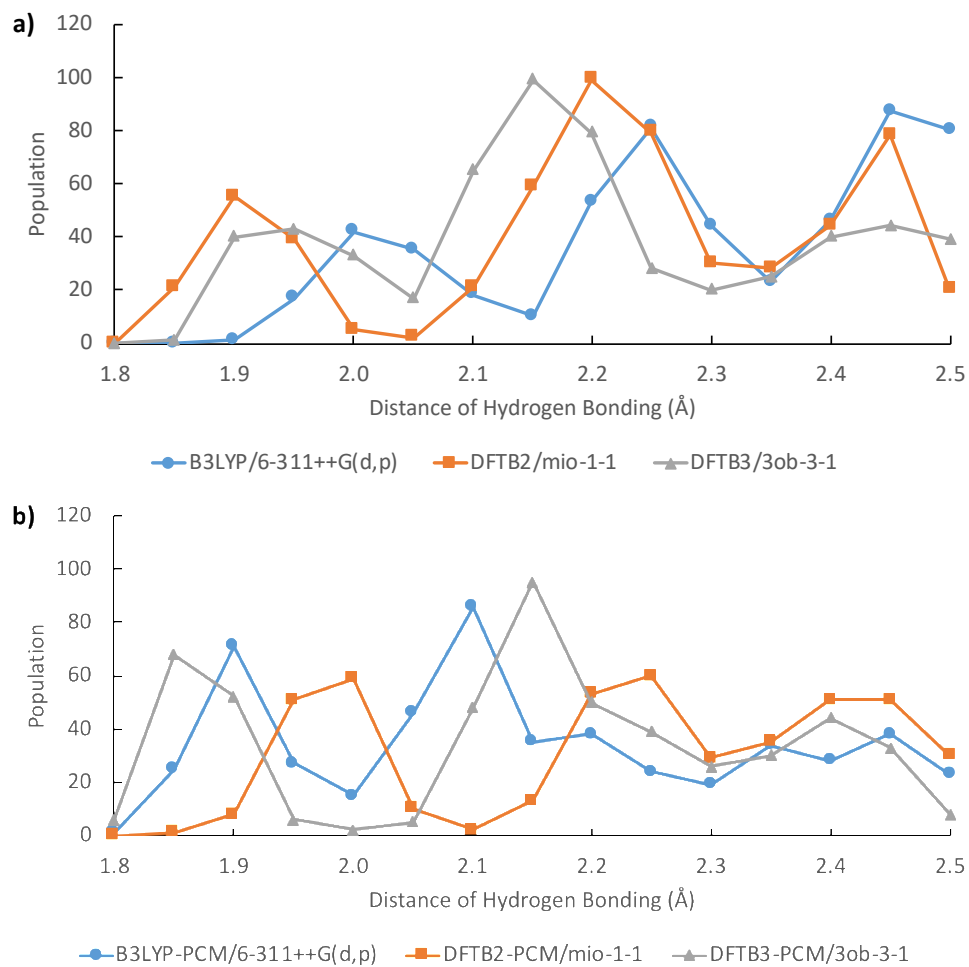 a)
120
100
80
60
40
20
0
Population
1.8 1.9 2.0 2.1 2.2 2.3 2.4 2.5
Distance of Hydrogen Bonding (Å)
B3LYP/6-311++G(d,p) DFTB2/mio-1-1 DFTB3/3ob-3-1
b)
120
100
80
60
40
20
0
Population
1.8 1.9 2.0 2.1 2.2 2.3 2.4 2.5
Distance of Hydrogen Bonding (Å)
B3LYP-PCM/6-311++G(d,p) DFTB2-PCM/mio-1-1 DFTB3-PCM/3ob-3-1